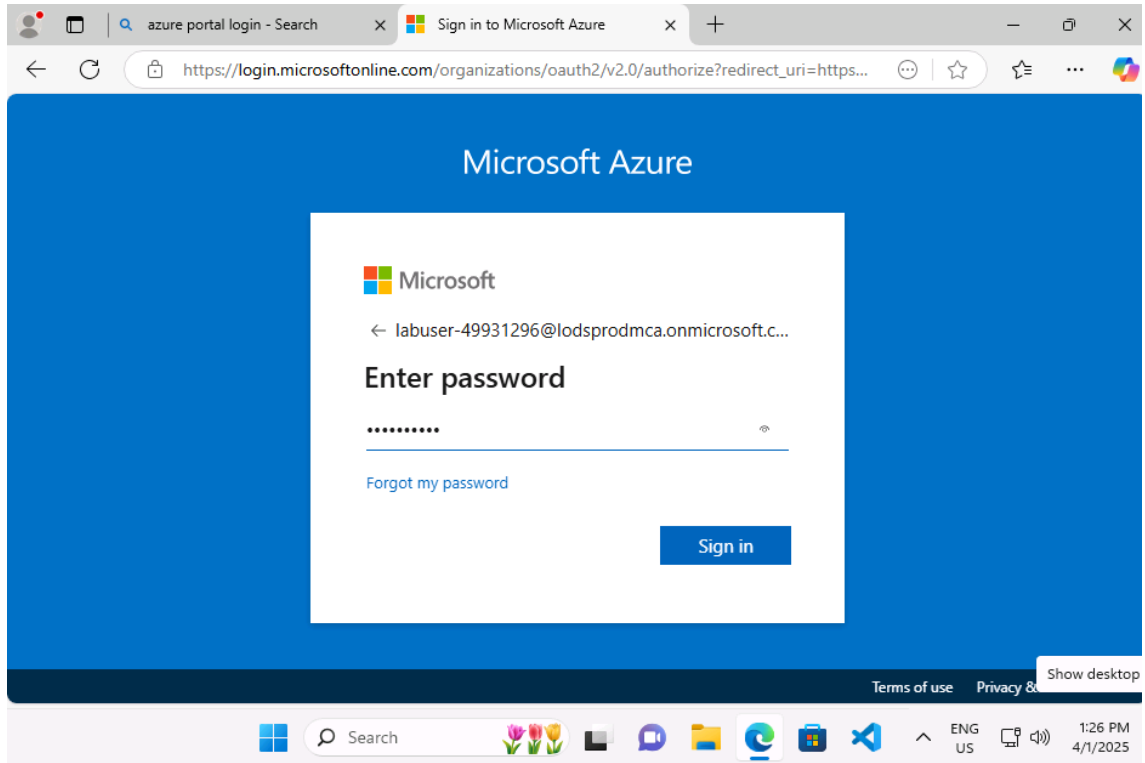 azure portal login - Search
Sign in to Microsoft Azure
https://login.microsoftonline.com/organizations/oauth2/v2.0/authorize?redirect_uri=https...
Microsoft Azure
Microsoft
labuser-49931296@lodsprodmca.onmicrosoft.c...
Enter password
••••••••••
Forgot my password
Sign in
Show desktop
Terms of use Privacy &
Search
ENG
US
1:26 PM
4/1/2025